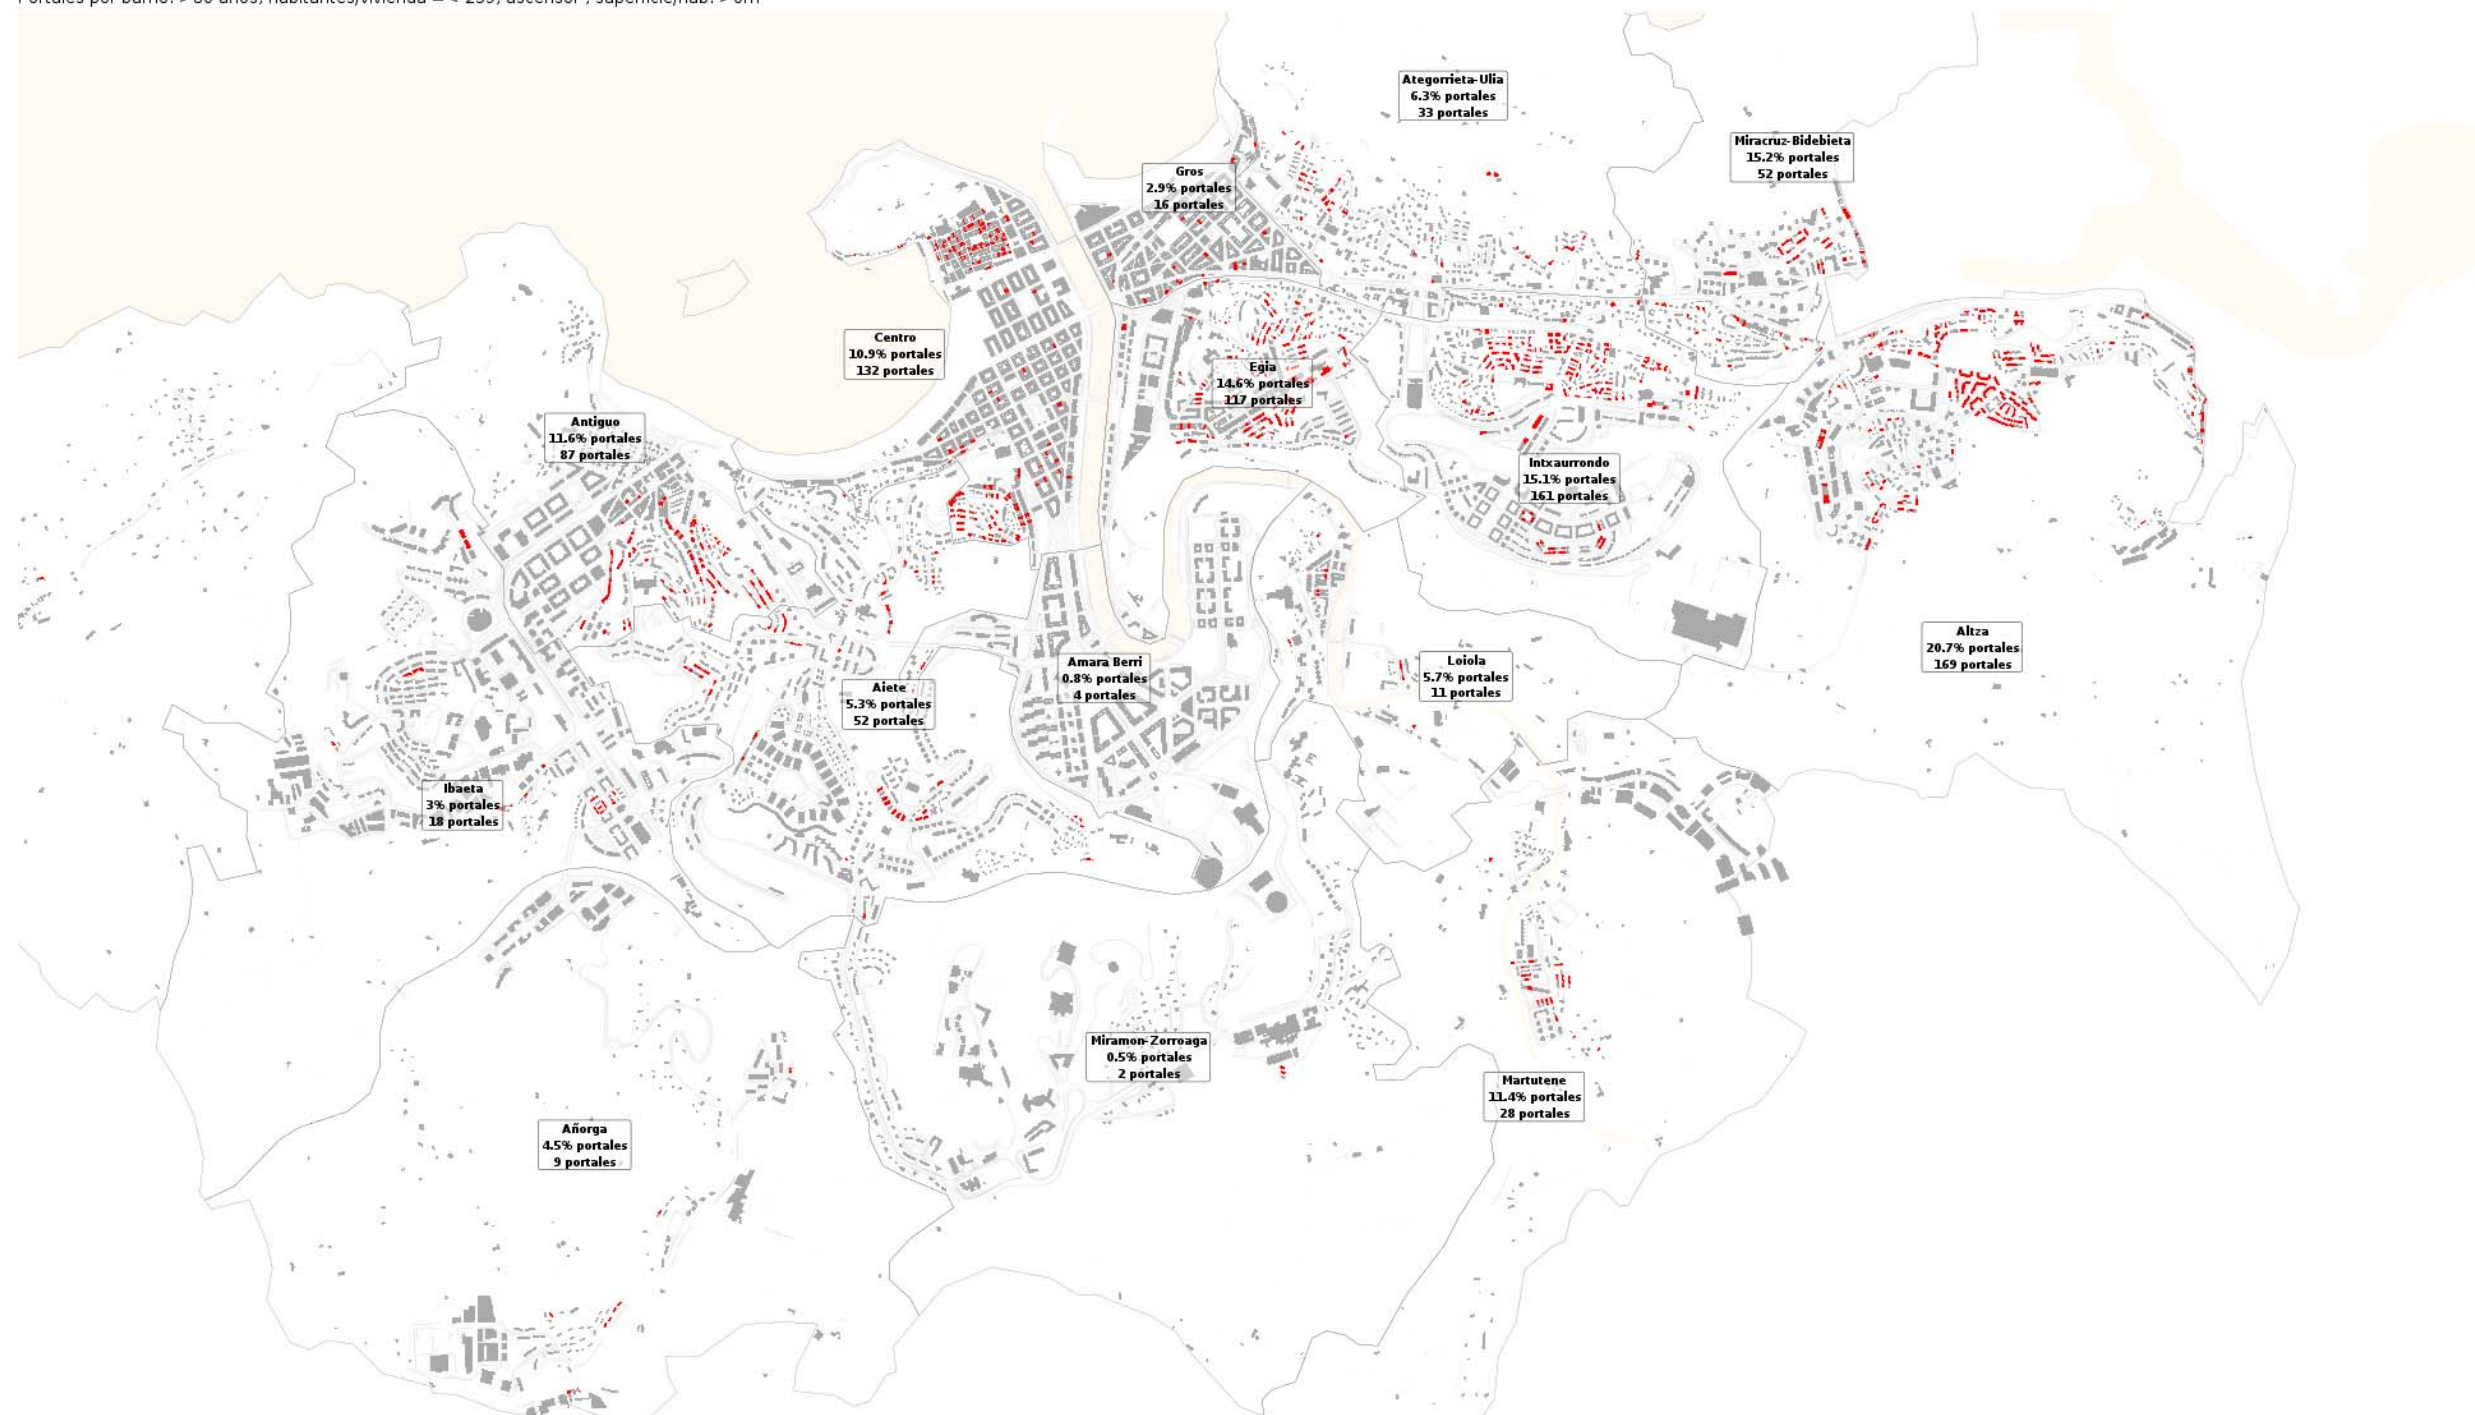 Ategorrieta-Ulia
6.3% portales
33 portales
Miracruz-Bidebieta
15.2% portales
52 portales
Gros
2.9% portales
16 portales
Centro
10.9% portales
132 portales
Egia
14.6% portales
117 portales
Antiguo
11.6% portales
87 portales
Intxaurrondo
15.1% portales
161 portales
Altza
20.7% portales
169 portales
Loiola
5.7% portales
11 portales
Amara Berri
0.8% portales
4 portales
Aiete
5.3% portales
52 portales
Ibaeta
3% portales
18 portales
Miramon-Zorroaga
0.5% portales
2 portales
Martutene
11.4% portales
28 portales
Añorga
4.5% portales
9 portales